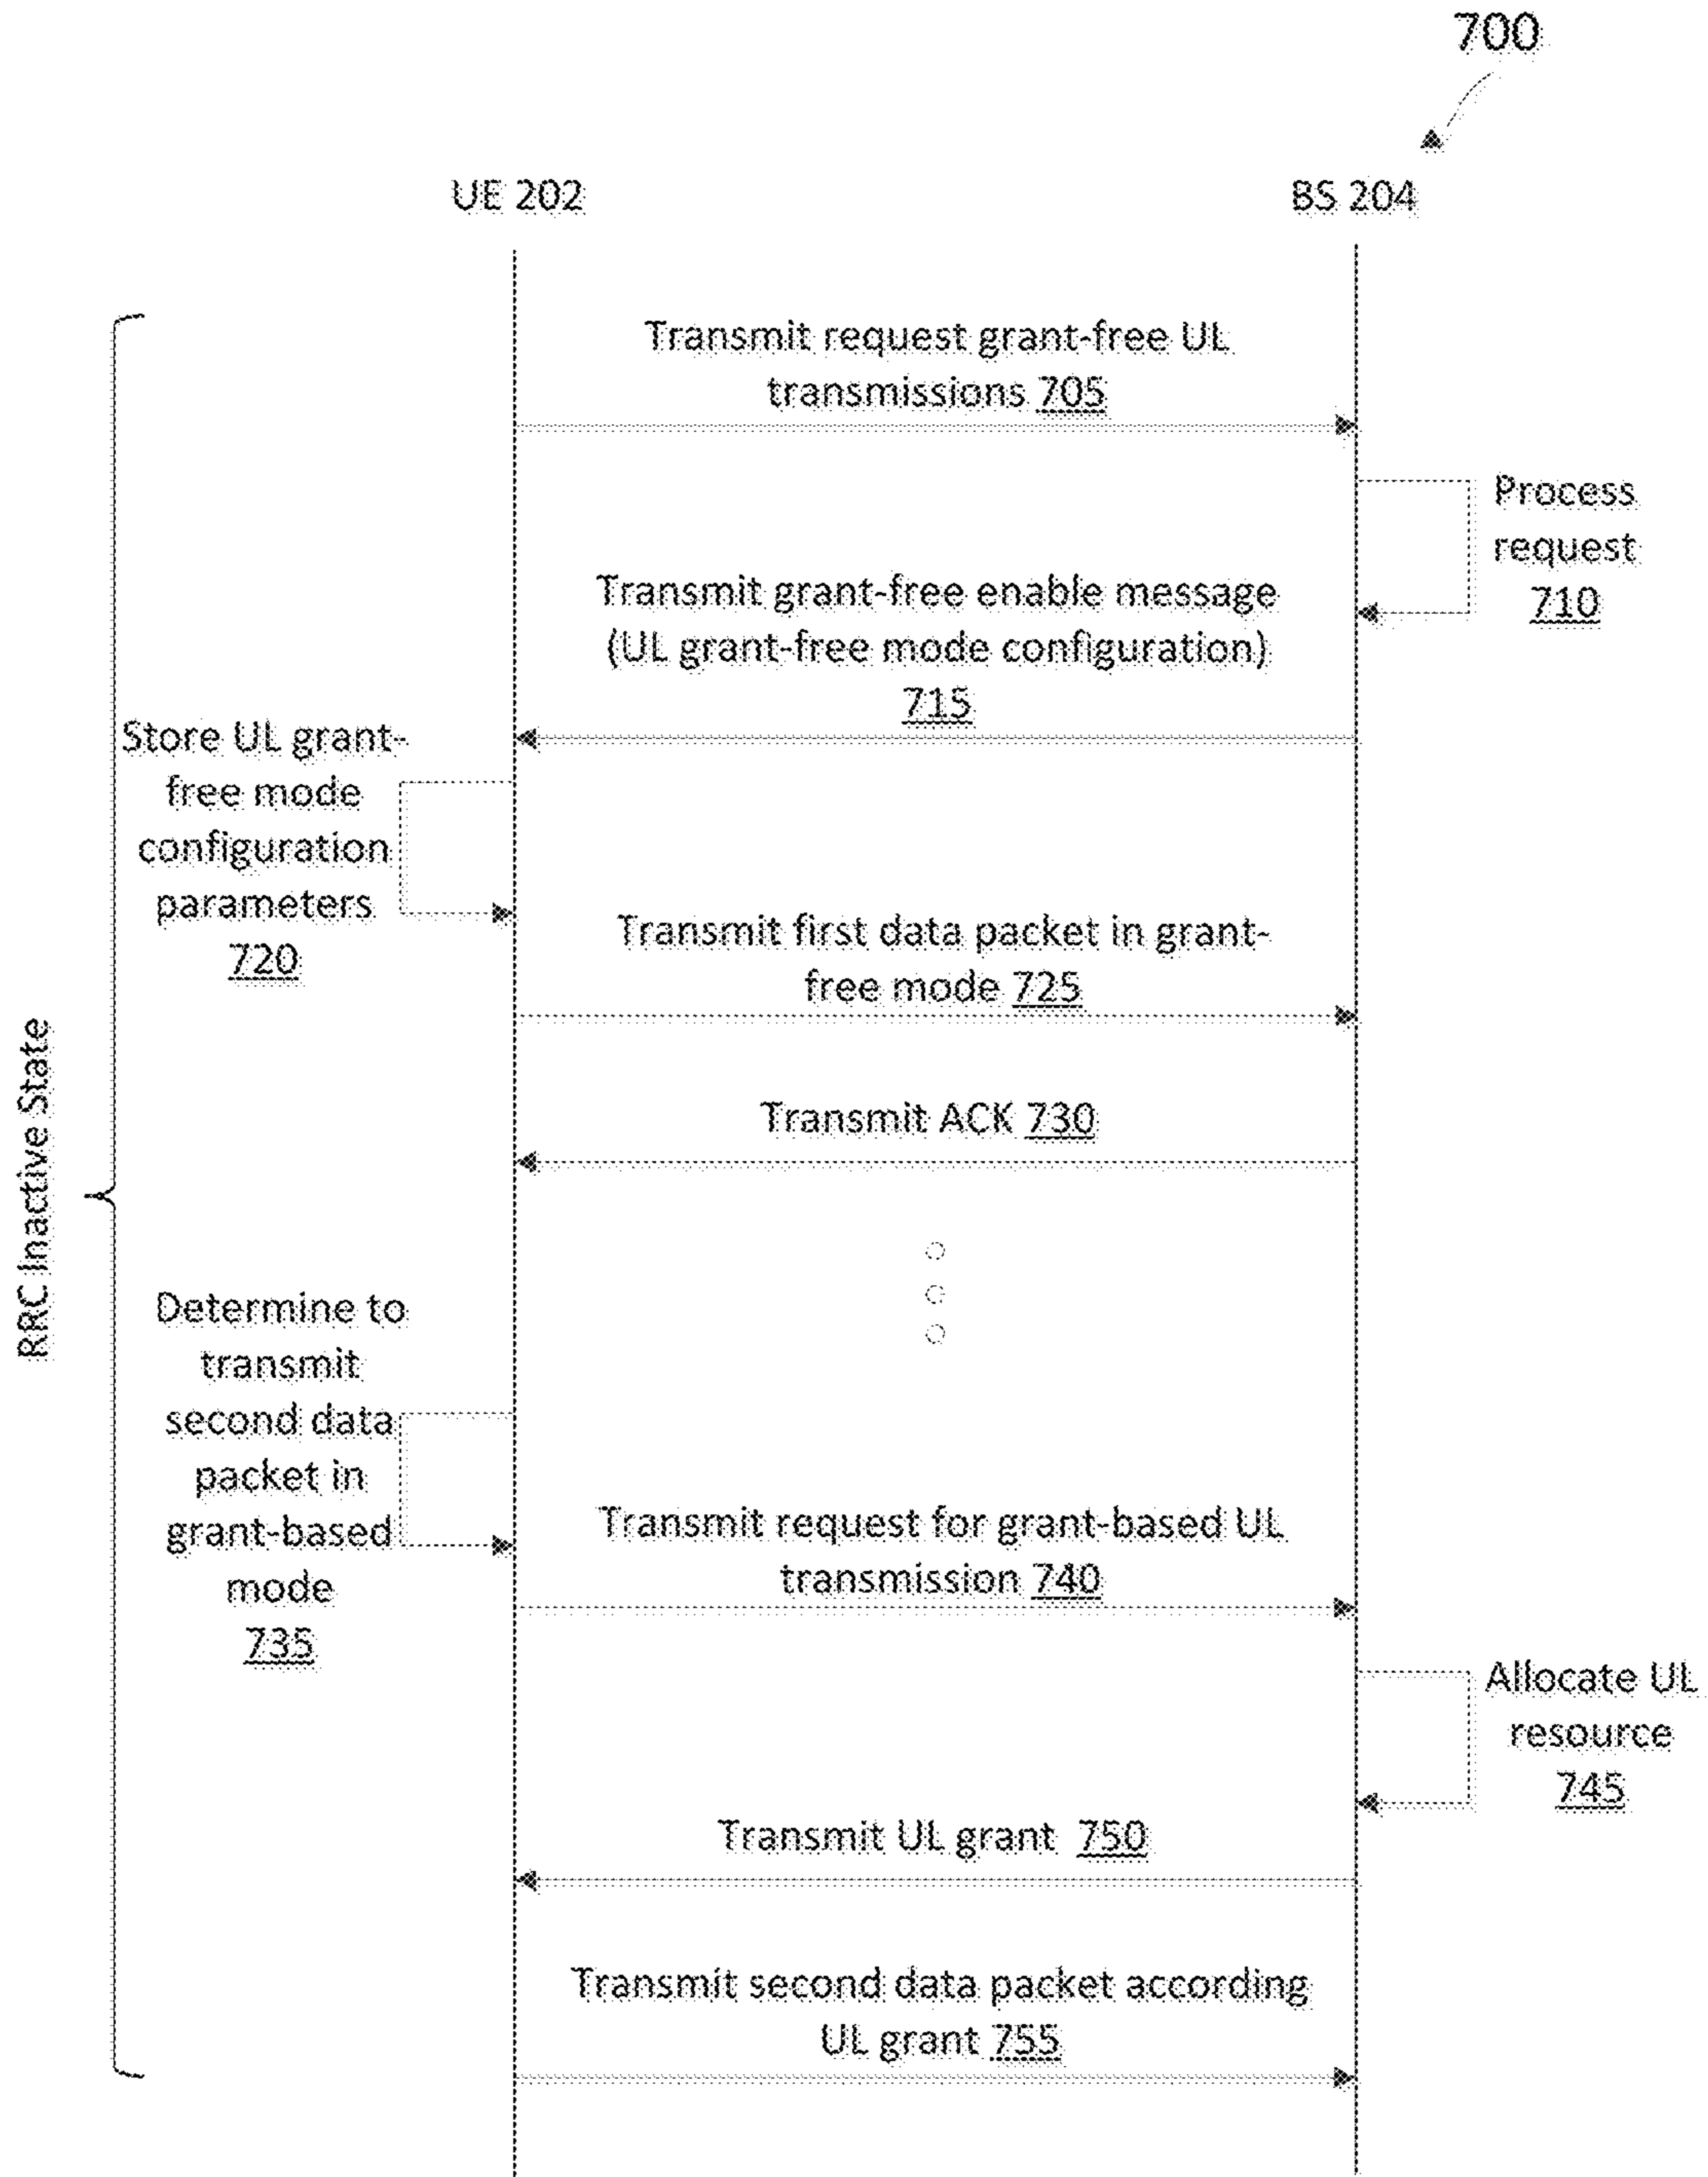 700
UE 202
BS 204
Transmit request grant-free UL
transmissions 705
Process
request
710
Transmit grant-free enable message
(UL grant-free mode configuration)
715
Store UL grant-
free mode
configuration
parameters
720
Transmit first data packet in grant-
free mode 725
Transmit ACK 730
RRC Inactive State
Determine to
transmit
second data
packet in
grant-based
mode
735
Transmit request for grant-based UL
transmission 740
Allocate UL
resource
745
Transmit UL grant 750
Transmit second data packet according
UL grant 755